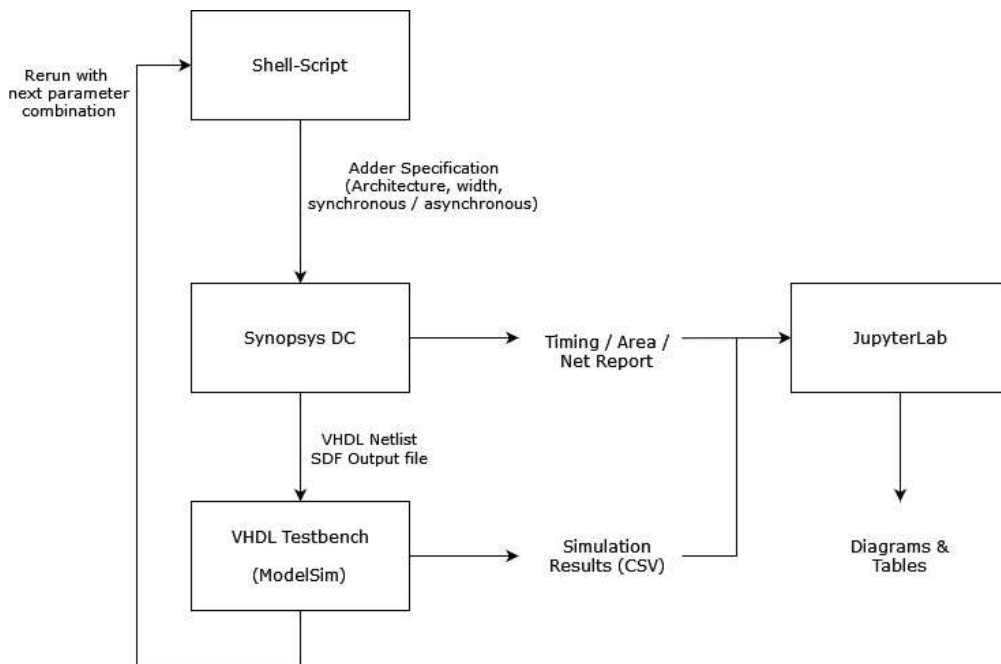 Shell-Script
Rerun with
next parameter
combination
Adder Specification
(Architecture, width,
synchronous / asynchronous)
Synopsys DC
Timing / Area /
Net Report
JupyterLab
VHDL Netlist
SDF Output file
VHDL Testbench
(ModelSim)
Simulation
Results (CSV)
Diagrams &
Tables